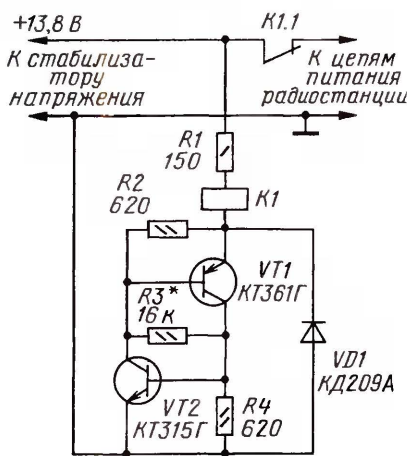 +13,8 В
К1.1
К стабилиза-
тору
напряжения
К цепям
питания
радиостанции
R1
150
R2
620
К1
VT1
КТ361Г
R3*
16 к
VD1
КД209А
VT2
КТ315Г
R4
620